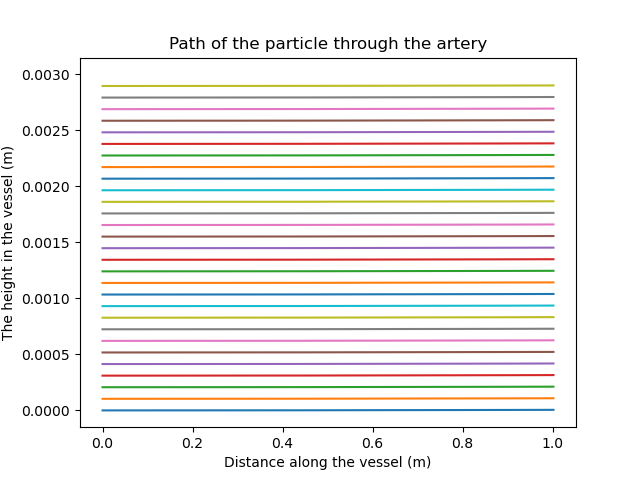 Path of the particle through the artery
The height in the vessel (m)
0.0030
0.0025
0.0020
0.0015
0.0010
0.0005
0.0000
0.0 0.2 0.4 0.6 0.8 1.0
Distance along the vessel (m)